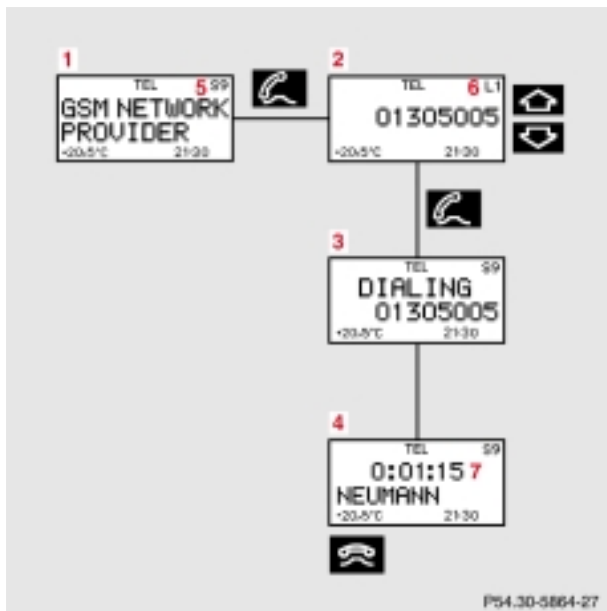 1
TEL 5 S9
GSM NETWORK
PROVIDER
+20.5°C 21:30
2
TEL 6 L1
01305005
+20.5°C 21:30
3
TEL S9
DIALING
01305005
+20.5°C 21:30
4
TEL S9
0:01:15 7
NEUMANN
+20.5°C 21:30
P54.30-5864-27